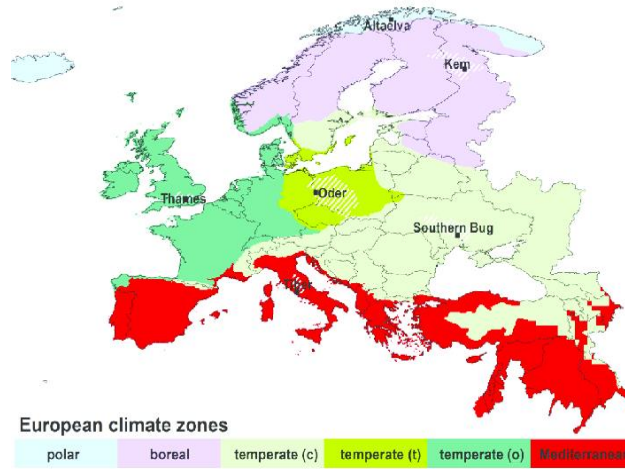 Altaelva
Kem
Thames
Oder
Southern Bug
European climate zones
polar
boreal
temperate (c)
temperate (t)
temperate (o)
Mediterranean